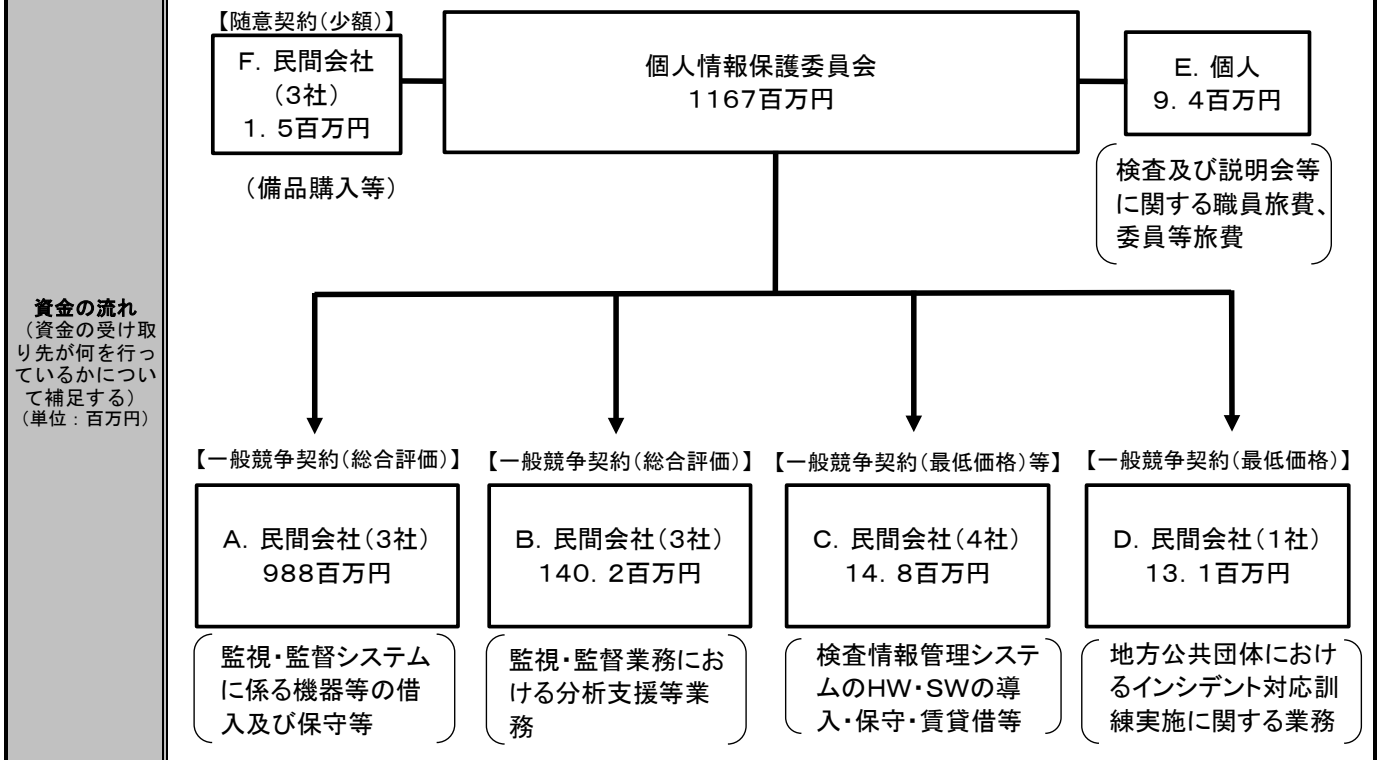 資金の流れ
（資金の受け取
り先が何を行っ
ているかについ
て補足する）
（単位：百万円）
【随意契約(少額)】
F. 民間会社
(3社)
1. 5百万円
（備品購入等）
個人情報保護委員会
1167百万円
E. 個人
9. 4百万円
検査及び説明会等
に関する職員旅費、
委員等旅費
【一般競争契約(総合評価)】
A. 民間会社(3社)
988百万円
監視・監督システム
に係る機器等の借
入及び保守等
【一般競争契約(総合評価)】
B. 民間会社(3社)
140. 2百万円
監視・監督業務にお
ける分析支援等業
務
【一般競争契約(最低価格)等】
C. 民間会社(4社)
14. 8百万円
検査情報管理システ
ムのHW・SWの導
入・保守・賃貸借等
【一般競争契約(最低価格)】
D. 民間会社(1社)
13. 1百万円
地方公共団体におけ
るインシデント対応訓
練実施に関する業務